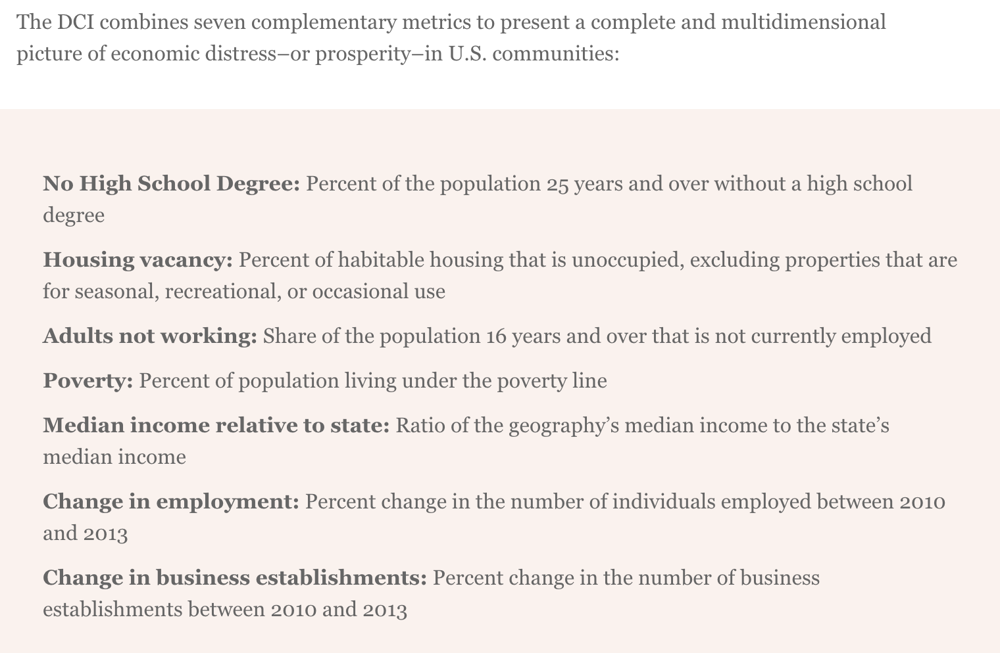 The DCI combines seven complementary metrics to present a complete and multidimensional
picture of economic distress–or prosperity–in U.S. communities:
No High School Degree: Percent of the population 25 years and over without a high school
degree
Housing vacancy: Percent of habitable housing that is unoccupied, excluding properties that are
for seasonal, recreational, or occasional use
Adults not working: Share of the population 16 years and over that is not currently employed
Poverty: Percent of population living under the poverty line
Median income relative to state: Ratio of the geography’s median income to the state’s
median income
Change in employment: Percent change in the number of individuals employed between 2010
and 2013
Change in business establishments: Percent change in the number of business
establishments between 2010 and 2013